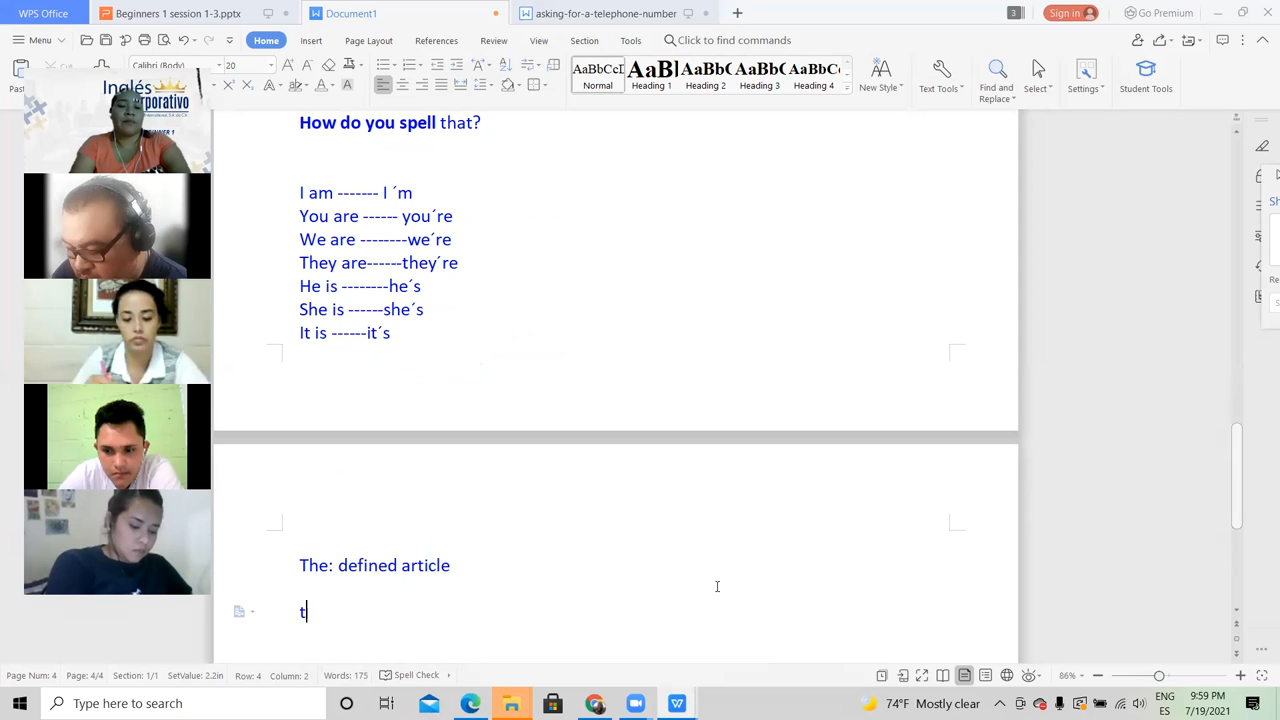 WPS Office
Beginners 1 session 1-3.pptx
Document1
asking-for-a-telephone-number
3
Sign in
Go Premium
Menu
Home
Insert
Page Layout
References
Review
View
Section
Tools
Click to find commands
Calibri (Body)
20
AaBbCcD
AaBl
AaBbC
AaBbC
AaBbC
Normal
Heading 1
Heading 2
Heading 3
Heading 4
New Style
Text Tools
Find and Replace
Select
Settings
Student Tools
Inglés
How do you spell that?
I am ------- I ´m
You are ------ you´re
We are --------we´re
They are------they´re
He is --------he´s
She is ------she´s
It is ------it´s
The: defined article
t
Page Num: 4
Page: 4/4
Section: 1/1
SetValue: 2.2in
Row: 4
Column: 2
Words: 175
Spell Check
86%
Type here to search
74°F Mostly clear
ENG
ES
9:59 PM
7/19/2021